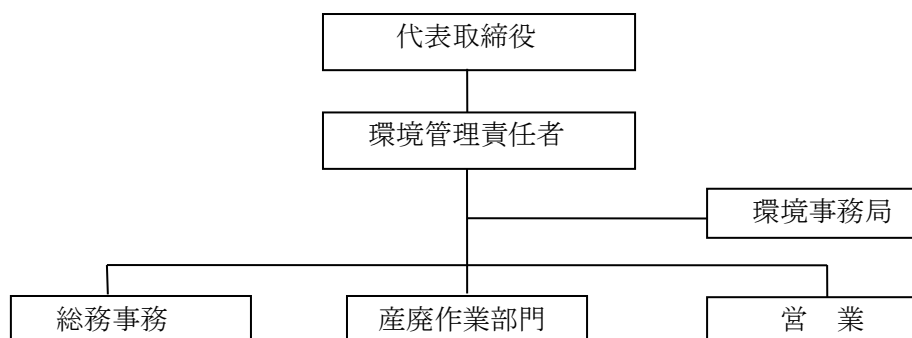 代表取締役
環境管理責任者
環境事務局
総務事務
産廃作業部門
営　業